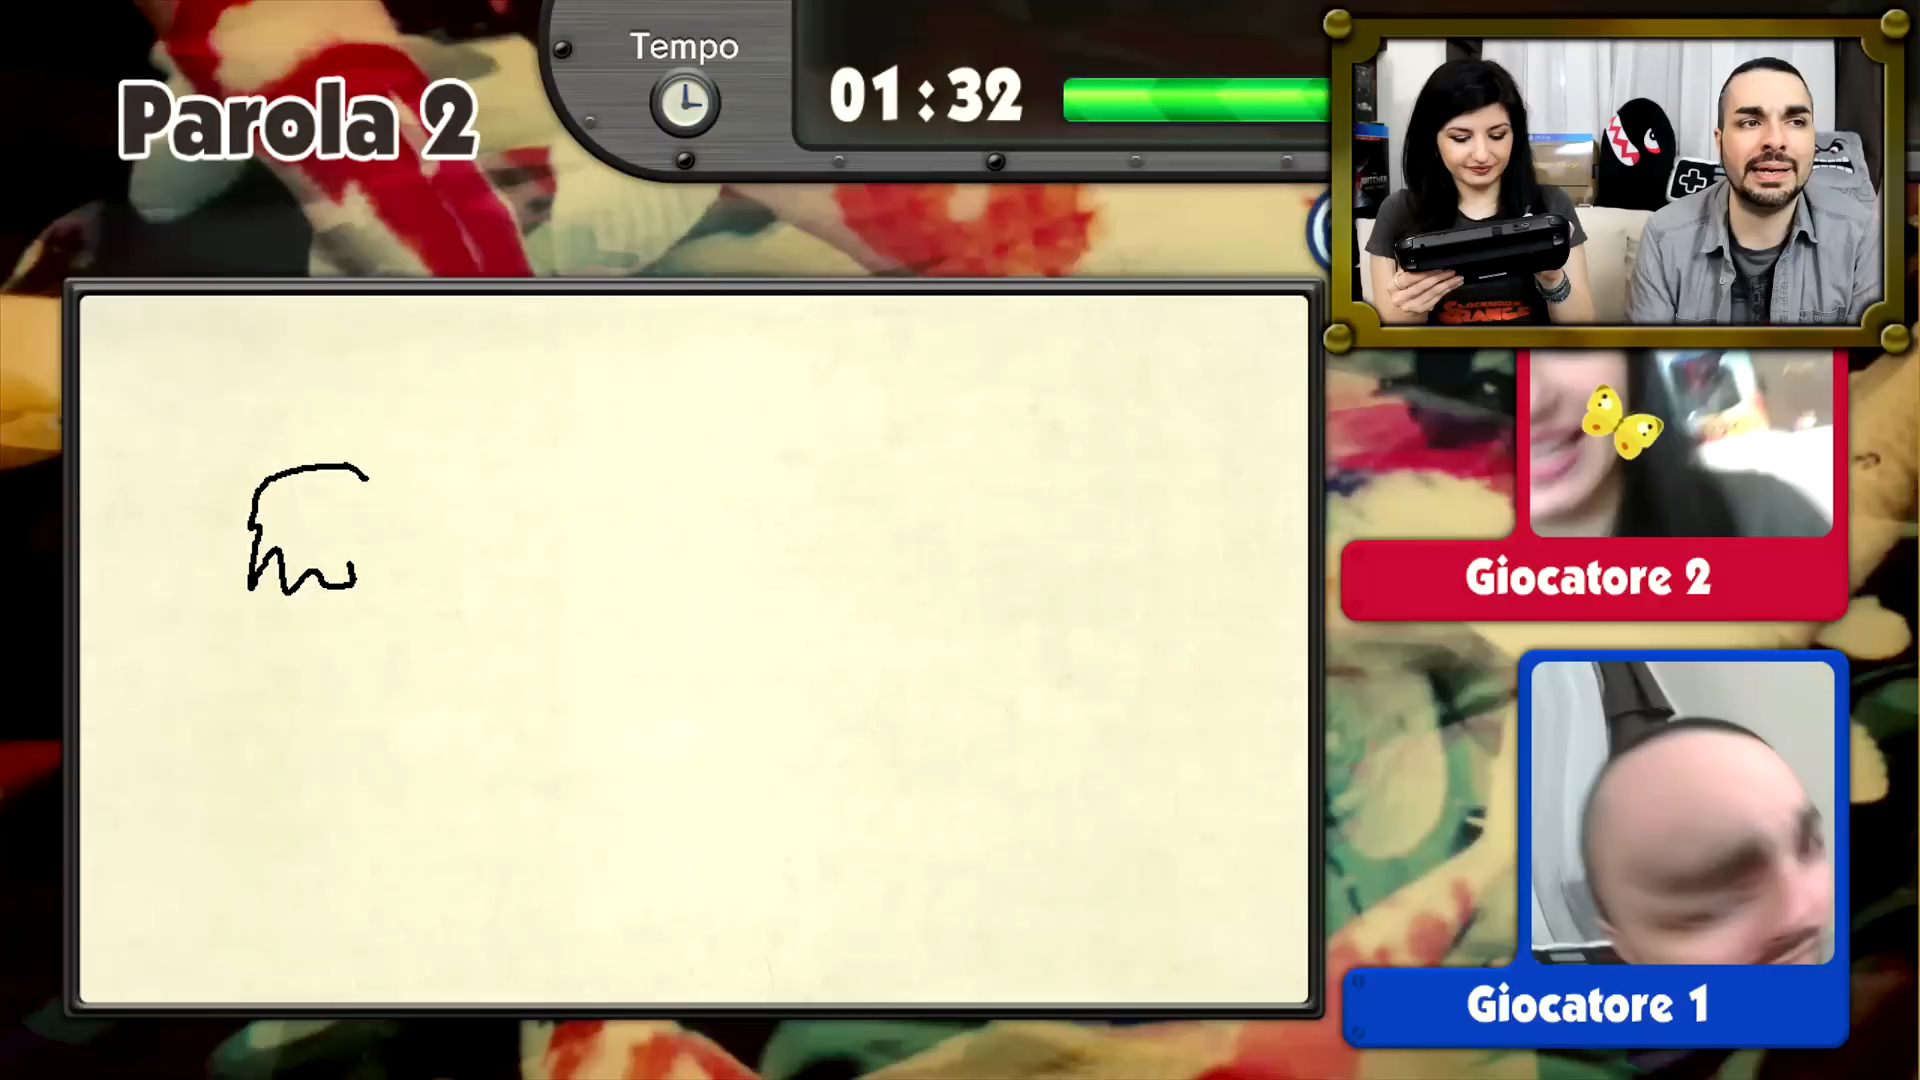 Parola 2
Tempo
01:32
Giocatore 2
Giocatore 1